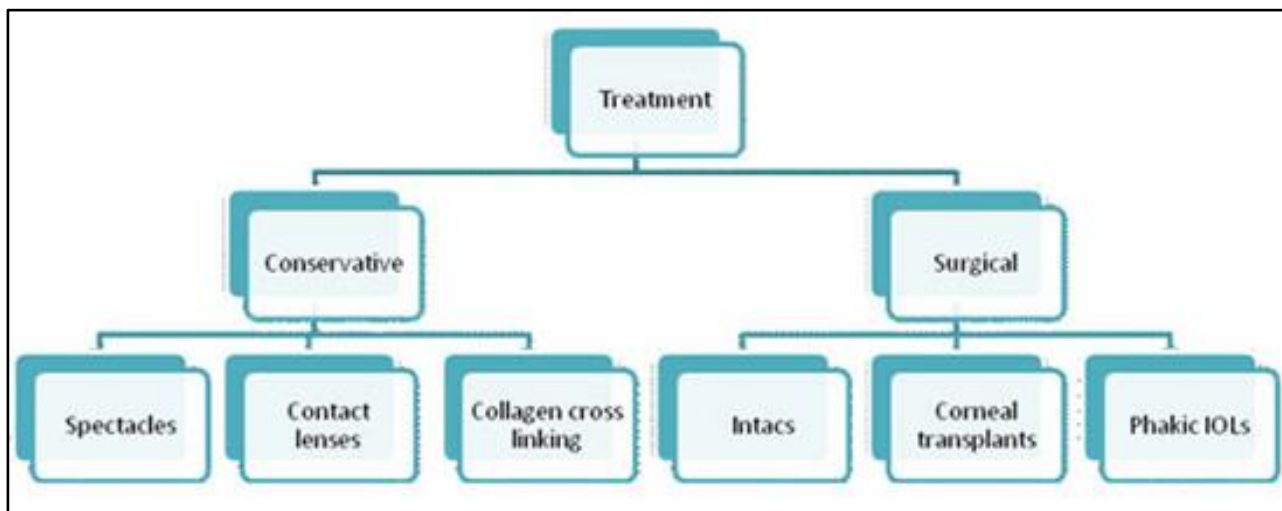 Treatment
Conservative
Surgical
Spectacles
Contact
lenses
Collagen cross
linking
Intacs
Corneal
transplants
Phakic IOLs